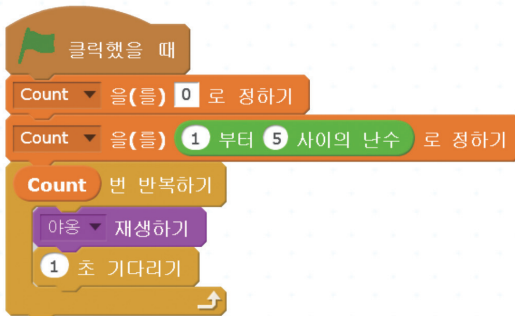 클릭했을 때
Count 을(를) 0 로 정하기
Count 을(를) 1 부터 5 사이의 난수 로 정하기
Count 번 반복하기
야옹 재생하기
1 초 기다리기